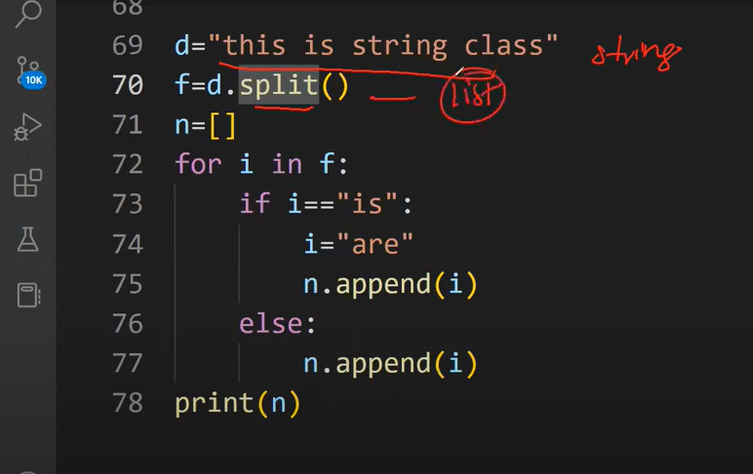 68
69 d="this is string class" string
70 f=d.split() list
10K
71 n=[]
72 for i in f:
73 if i=="is":
74 i="are"
75 n.append(i)
76 else:
77 n.append(i)
78 print(n)